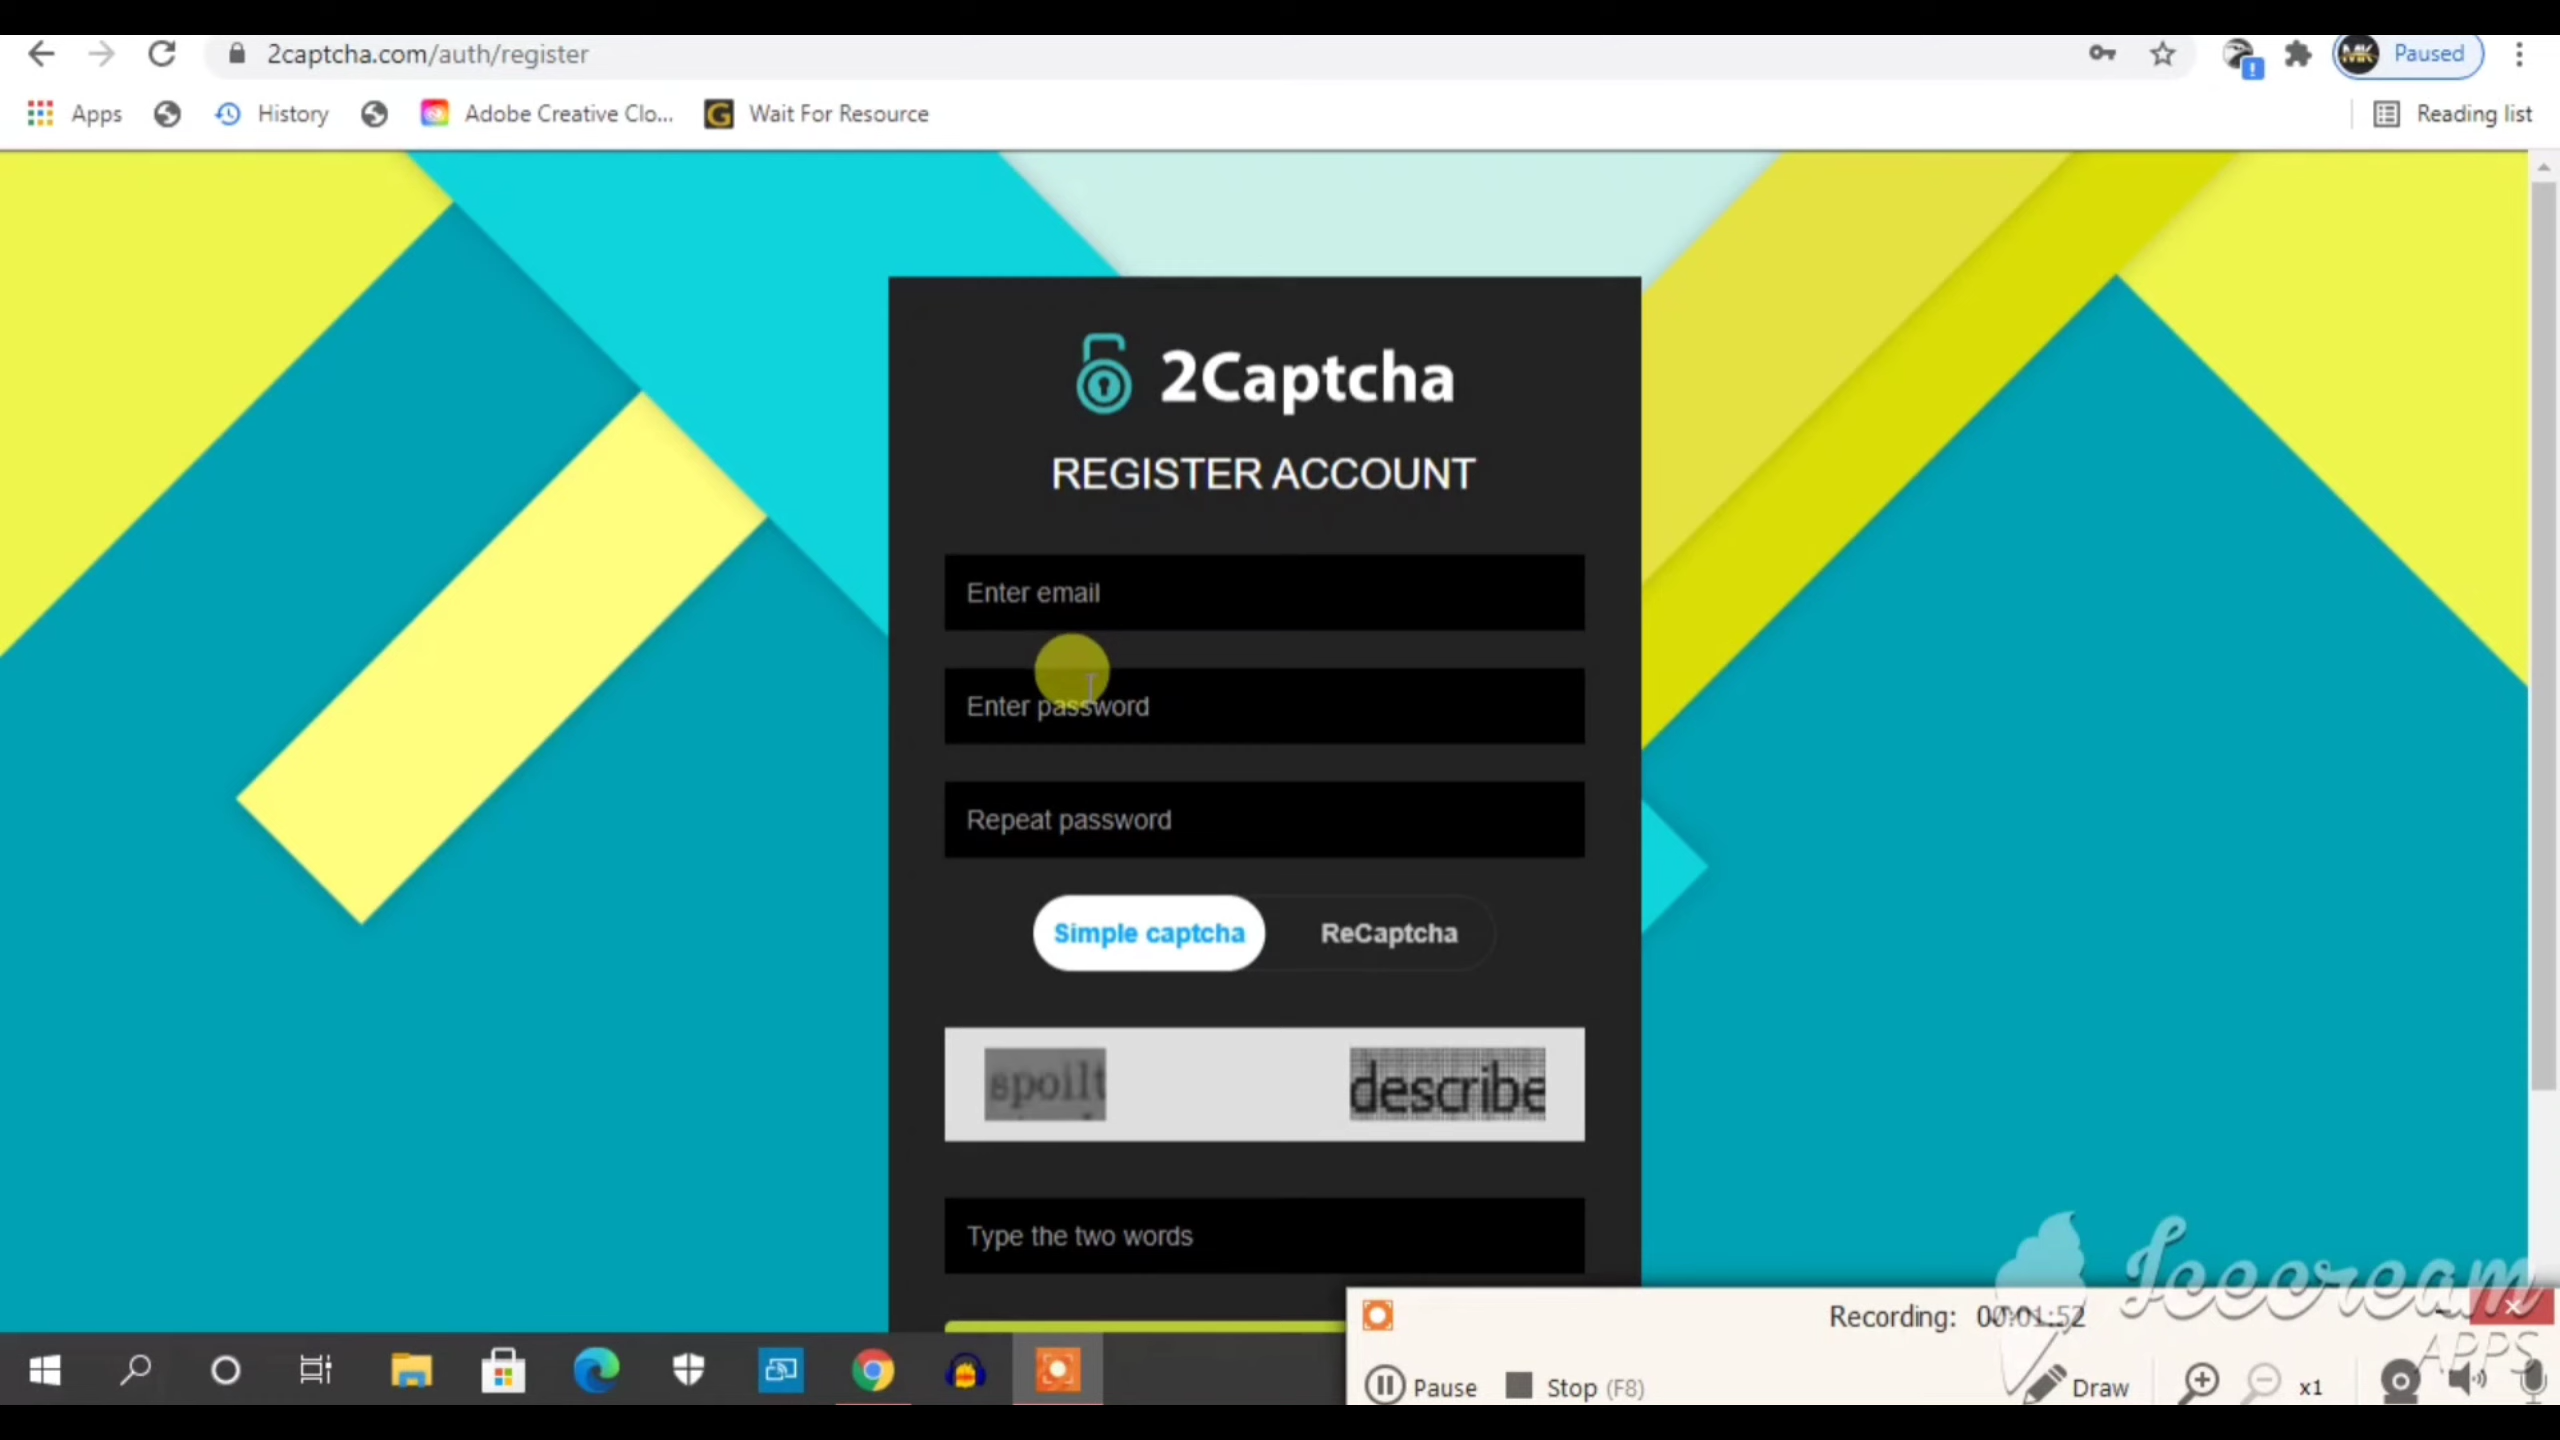 2captcha.com/auth/register
Paused
Apps
History
Adobe Creative Clo...
Wait For Resource
Reading list
2Captcha
REGISTER ACCOUNT
Enter email
Enter password
Repeat password
Simple captcha
ReCaptcha
spoilt
describe
Type the two words
Icecream
APPS
Recording: 00:01:52
Pause
Stop (F8)
Draw
x1